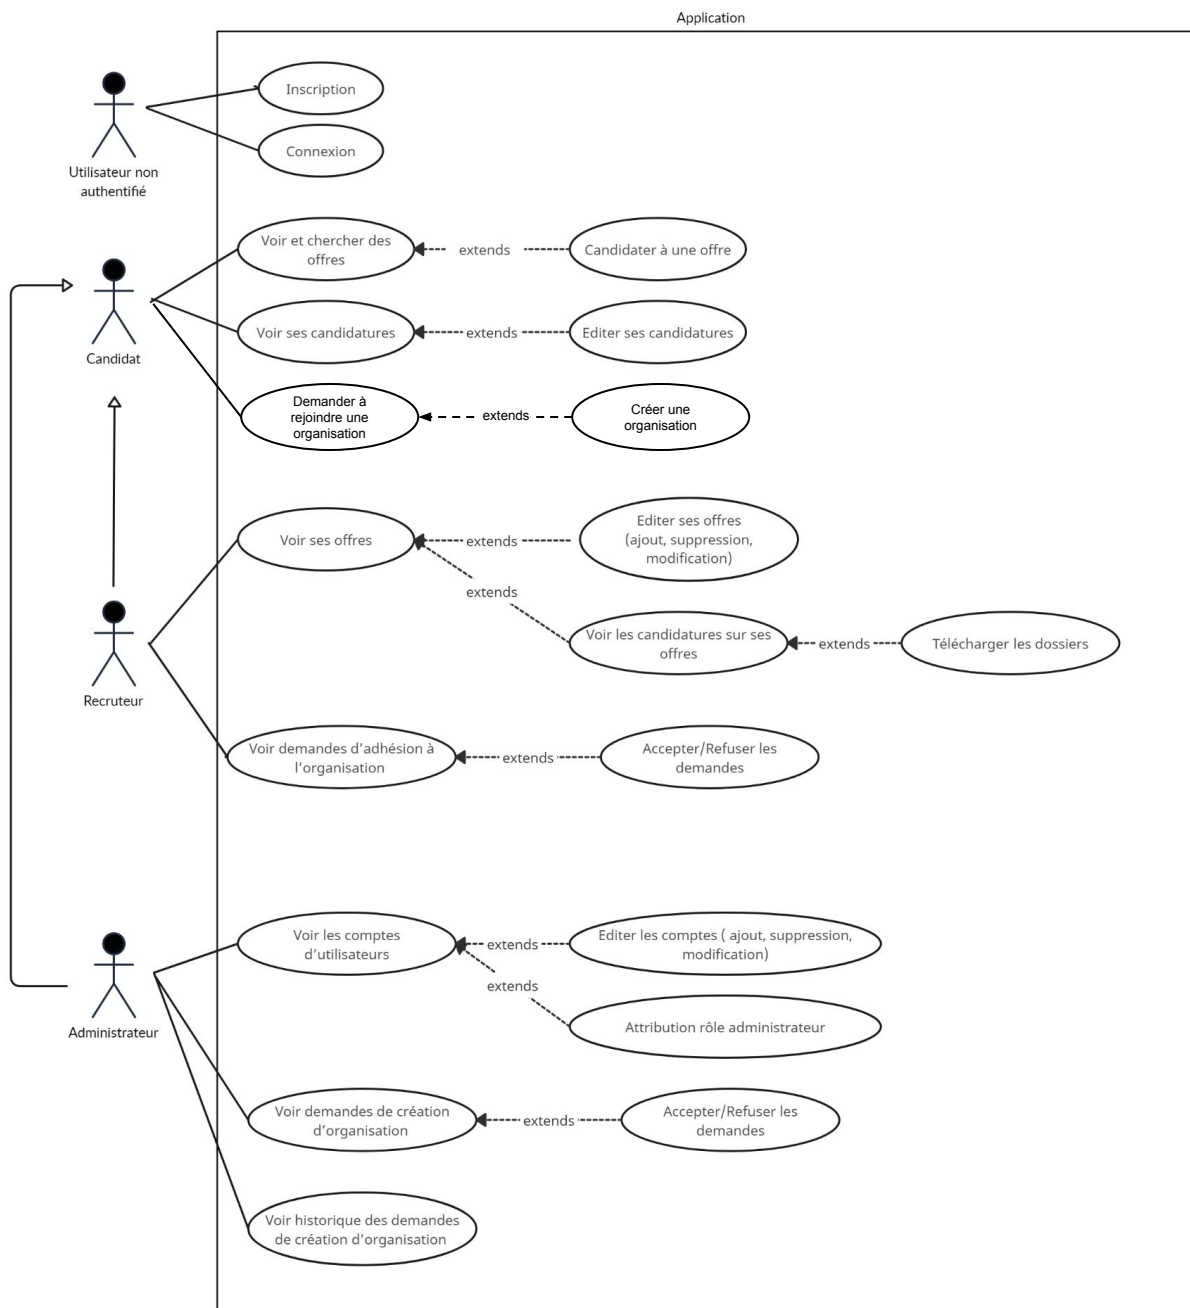 Application
Inscription
Connexion
Utilisateur non
authentifié
Voir et chercher des
offres
extends
Candidater à une offre
Candidat
Voir ses candidatures
extends
Editer ses candidatures
Demander à
rejoindre une
organisation
extends
Créer une
organisation
Voir ses offres
extends
Editer ses offres
(ajout, suppression,
modification)
extends
Voir les candidatures sur ses
offres
extends
Télécharger les dossiers
Recruteur
Voir demandes d’adhésion à
l’organisation
extends
Accepter/Refuser les
demandes
Voir les comptes
d’utilisateurs
extends
Editer les comptes ( ajout, suppression,
modification)
extends
Attribution rôle administrateur
Administrateur
Voir demandes de création
d’organisation
extends
Accepter/Refuser les
demandes
Voir historique des demandes
de création d’organisation